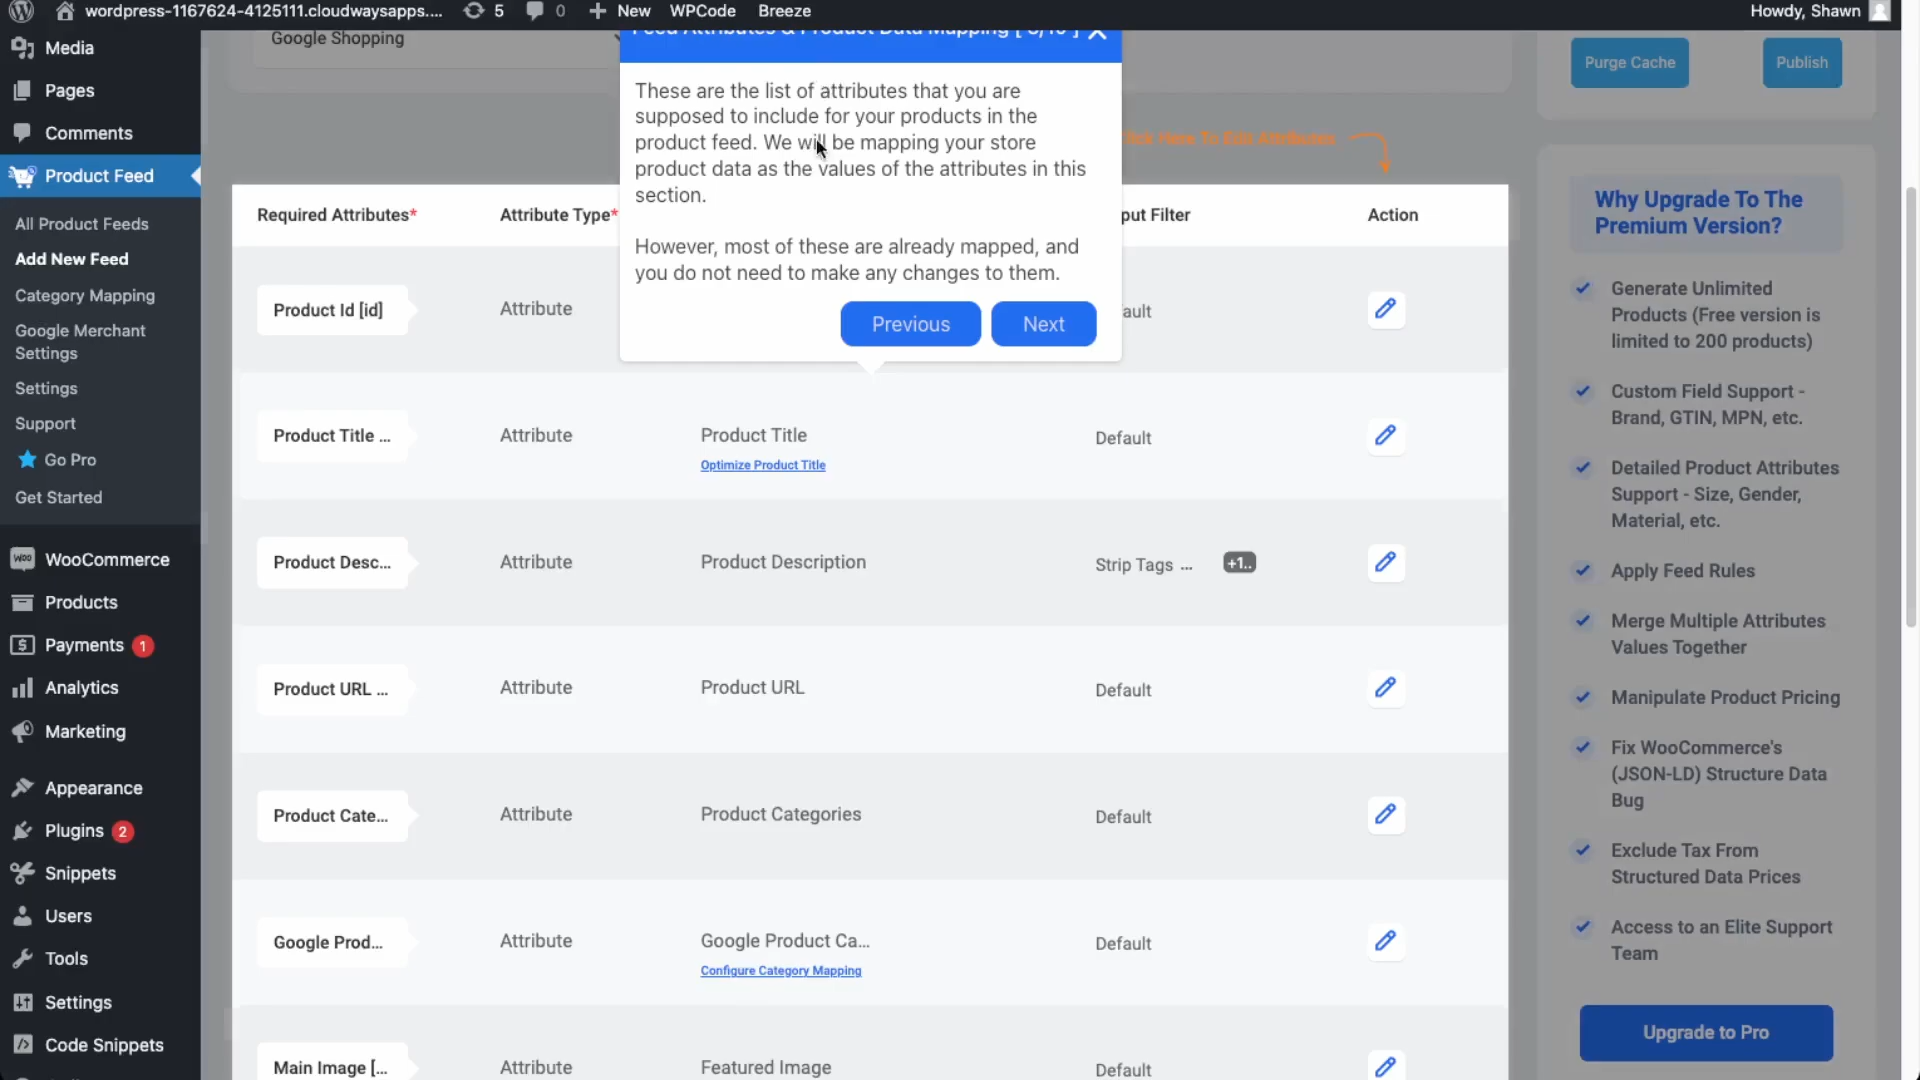 wordpress-1167624-4125111.cloudwaysapps....
5
0
New
WPCode
Breeze
Howdy, Shawn
Media
Pages
Comments
Product Feed
All Product Feeds
Add New Feed
Category Mapping
Google Merchant
Settings
Settings
Support
Go Pro
Get Started
WooCommerce
Products
Payments 1
Analytics
Marketing
Appearance
Plugins 2
Snippets
Users
Tools
Settings
Code Snippets
Google Shopping
Feed Attributes & Product Data Mapping
These are the list of attributes that you are
supposed to include for your products in the
product feed. We will be mapping your store
product data as the values of the attributes in this
section.
However, most of these are already mapped, and
you do not need to make any changes to them.
Previous
Next
Click Here To Edit Attributes
Required Attributes*
Attribute Type*
put Filter
Action
Product Id [id]
Attribute
ault
Product Title ...
Attribute
Product Title
Optimize Product Title
Default
Product Desc...
Attribute
Product Description
Strip Tags ...
+1..
Product URL ...
Attribute
Product URL
Default
Product Cate...
Attribute
Product Categories
Default
Google Prod...
Attribute
Google Product Ca...
Configure Category Mapping
Default
Main Image [...
Attribute
Featured Image
Default
Purge Cache
Publish
Why Upgrade To The
Premium Version?
Generate Unlimited
Products (Free version is
limited to 200 products)
Custom Field Support -
Brand, GTIN, MPN, etc.
Detailed Product Attributes
Support - Size, Gender,
Material, etc.
Apply Feed Rules
Merge Multiple Attributes
Values Together
Manipulate Product Pricing
Fix WooCommerce's
(JSON-LD) Structure Data
Bug
Exclude Tax From
Structured Data Prices
Access to an Elite Support
Team
Upgrade to Pro